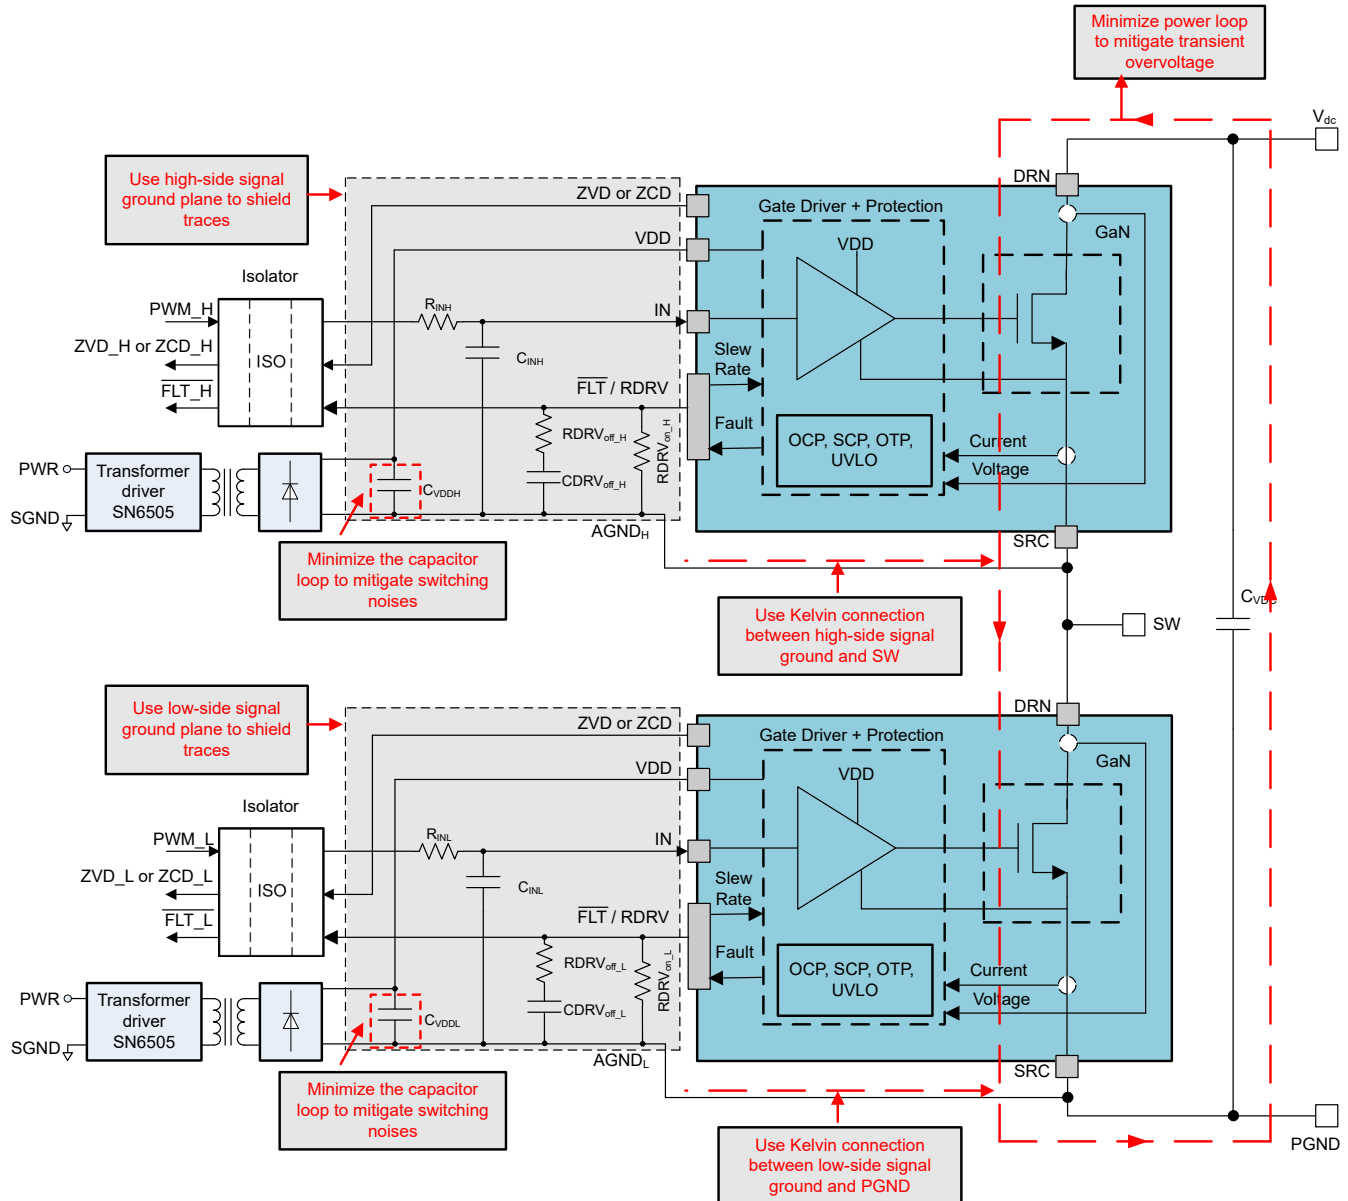 Minimize power loop
to mitigate transient
overvoltage
Vdc
Use high-side signal
ground plane to shield
traces
ZVD or ZCD
DRN
Gate Driver + Protection
GaN
VDD
VDD
Isolator
PWM_H
RINH
IN
ZVD_H or ZCD_H
ISO
CINH
Slew
Rate
FLT_H
FLT / RDRV
Fault
RDRVoff_H
RDRVon_H
OCP, SCP, OTP,
UVLO
Current
Voltage
PWR
Transformer
driver
SN6505
CVDDH
CDRVoff_H
SGND
AGNDH
SRC
Minimize the capacitor
loop to mitigate switching
noises
Use Kelvin connection
between high-side signal
ground and SW
SW
CVDC
Use low-side signal
ground plane to shield
traces
ZVD or ZCD
DRN
Gate Driver + Protection
GaN
VDD
VDD
Isolator
PWM_L
RINL
IN
ZVD_L or ZCD_L
ISO
CINL
Slew
Rate
FLT_L
FLT / RDRV
Fault
RDRVoff_L
RDRVon_L
OCP, SCP, OTP,
UVLO
Current
Voltage
PWR
Transformer
driver
SN6505
CVDDL
CDRVoff_L
SGND
AGNDL
SRC
Minimize the capacitor
loop to mitigate switching
noises
Use Kelvin connection
between low-side signal
ground and PGND
PGND